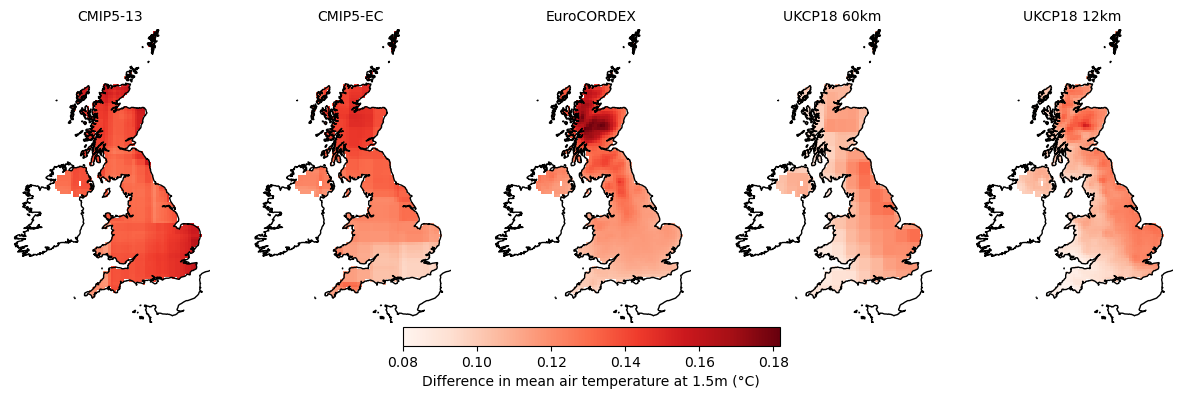 CMIP5-13
CMIP5-EC
EuroCORDEX
UKCP18 60km
UKCP18 12km
0.08 0.10 0.12 0.14 0.16 0.18
Difference in mean air temperature at 1.5m (°C)